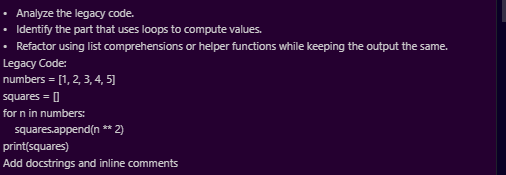 • Analyze the legacy code.
• Identify the part that uses loops to compute values.
• Refactor using list comprehensions or helper functions while keeping the output the same.
Legacy Code:
numbers = [1, 2, 3, 4, 5]
squares = []
for n in numbers:
    squares.append(n ** 2)
print(squares)
Add docstrings and inline comments